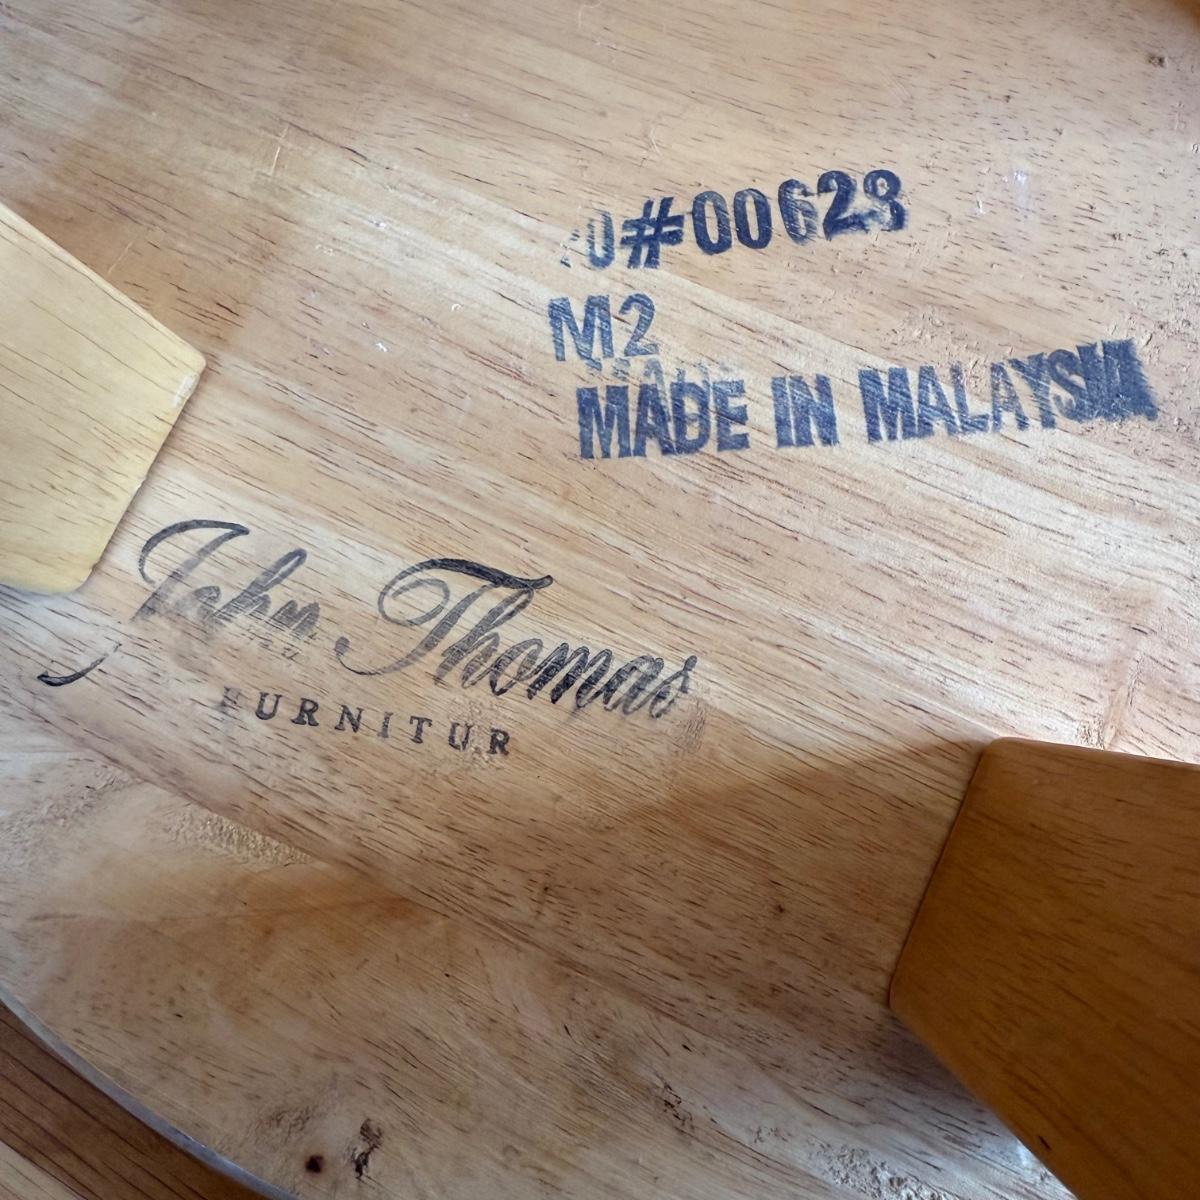 0#00628
M2
MADE IN MALAYSIA
John Thomas
FURNITUR